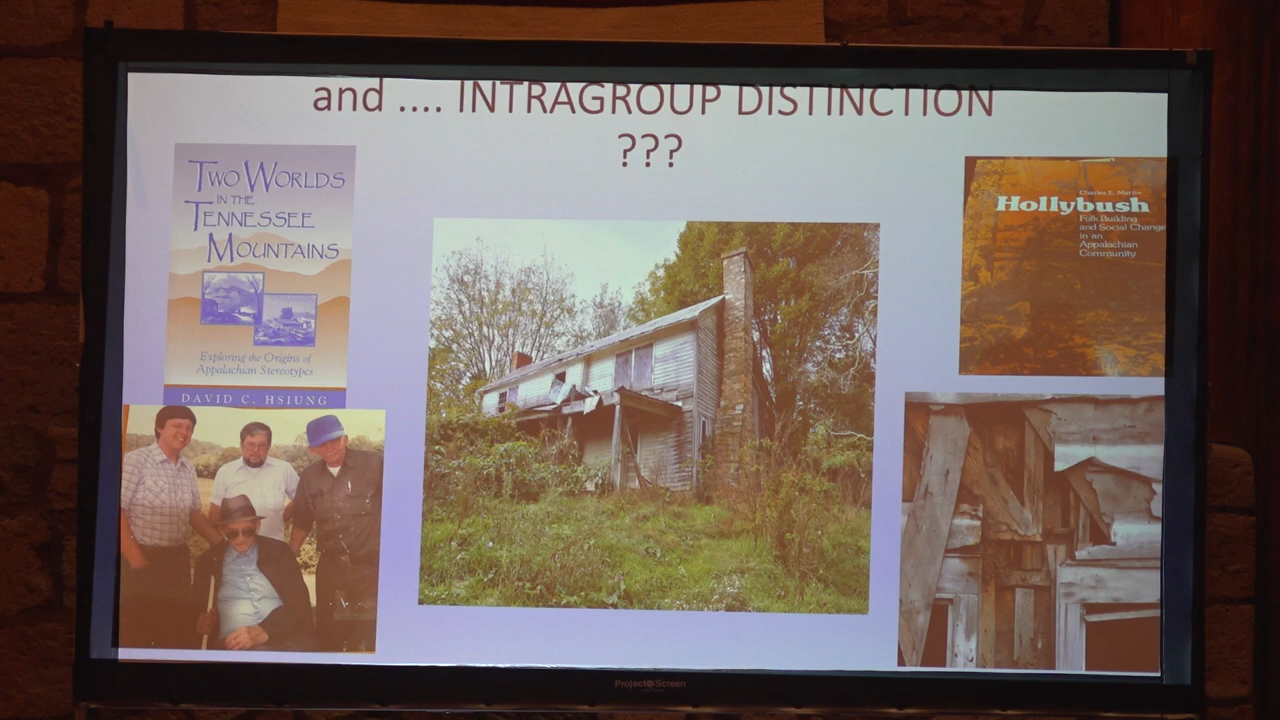 and .... INTRAGROUP DISTINCTION
???
TWO WORLDS
IN THE
TENNESSEE
MOUNTAINS
Exploring the Origins of
Appalachian Stereotypes
DAVID C. HSIUNG
Charles E. Martin
Hollybush
Folk Building
and Social Change
in an
Appalachian
Community
Project Screen